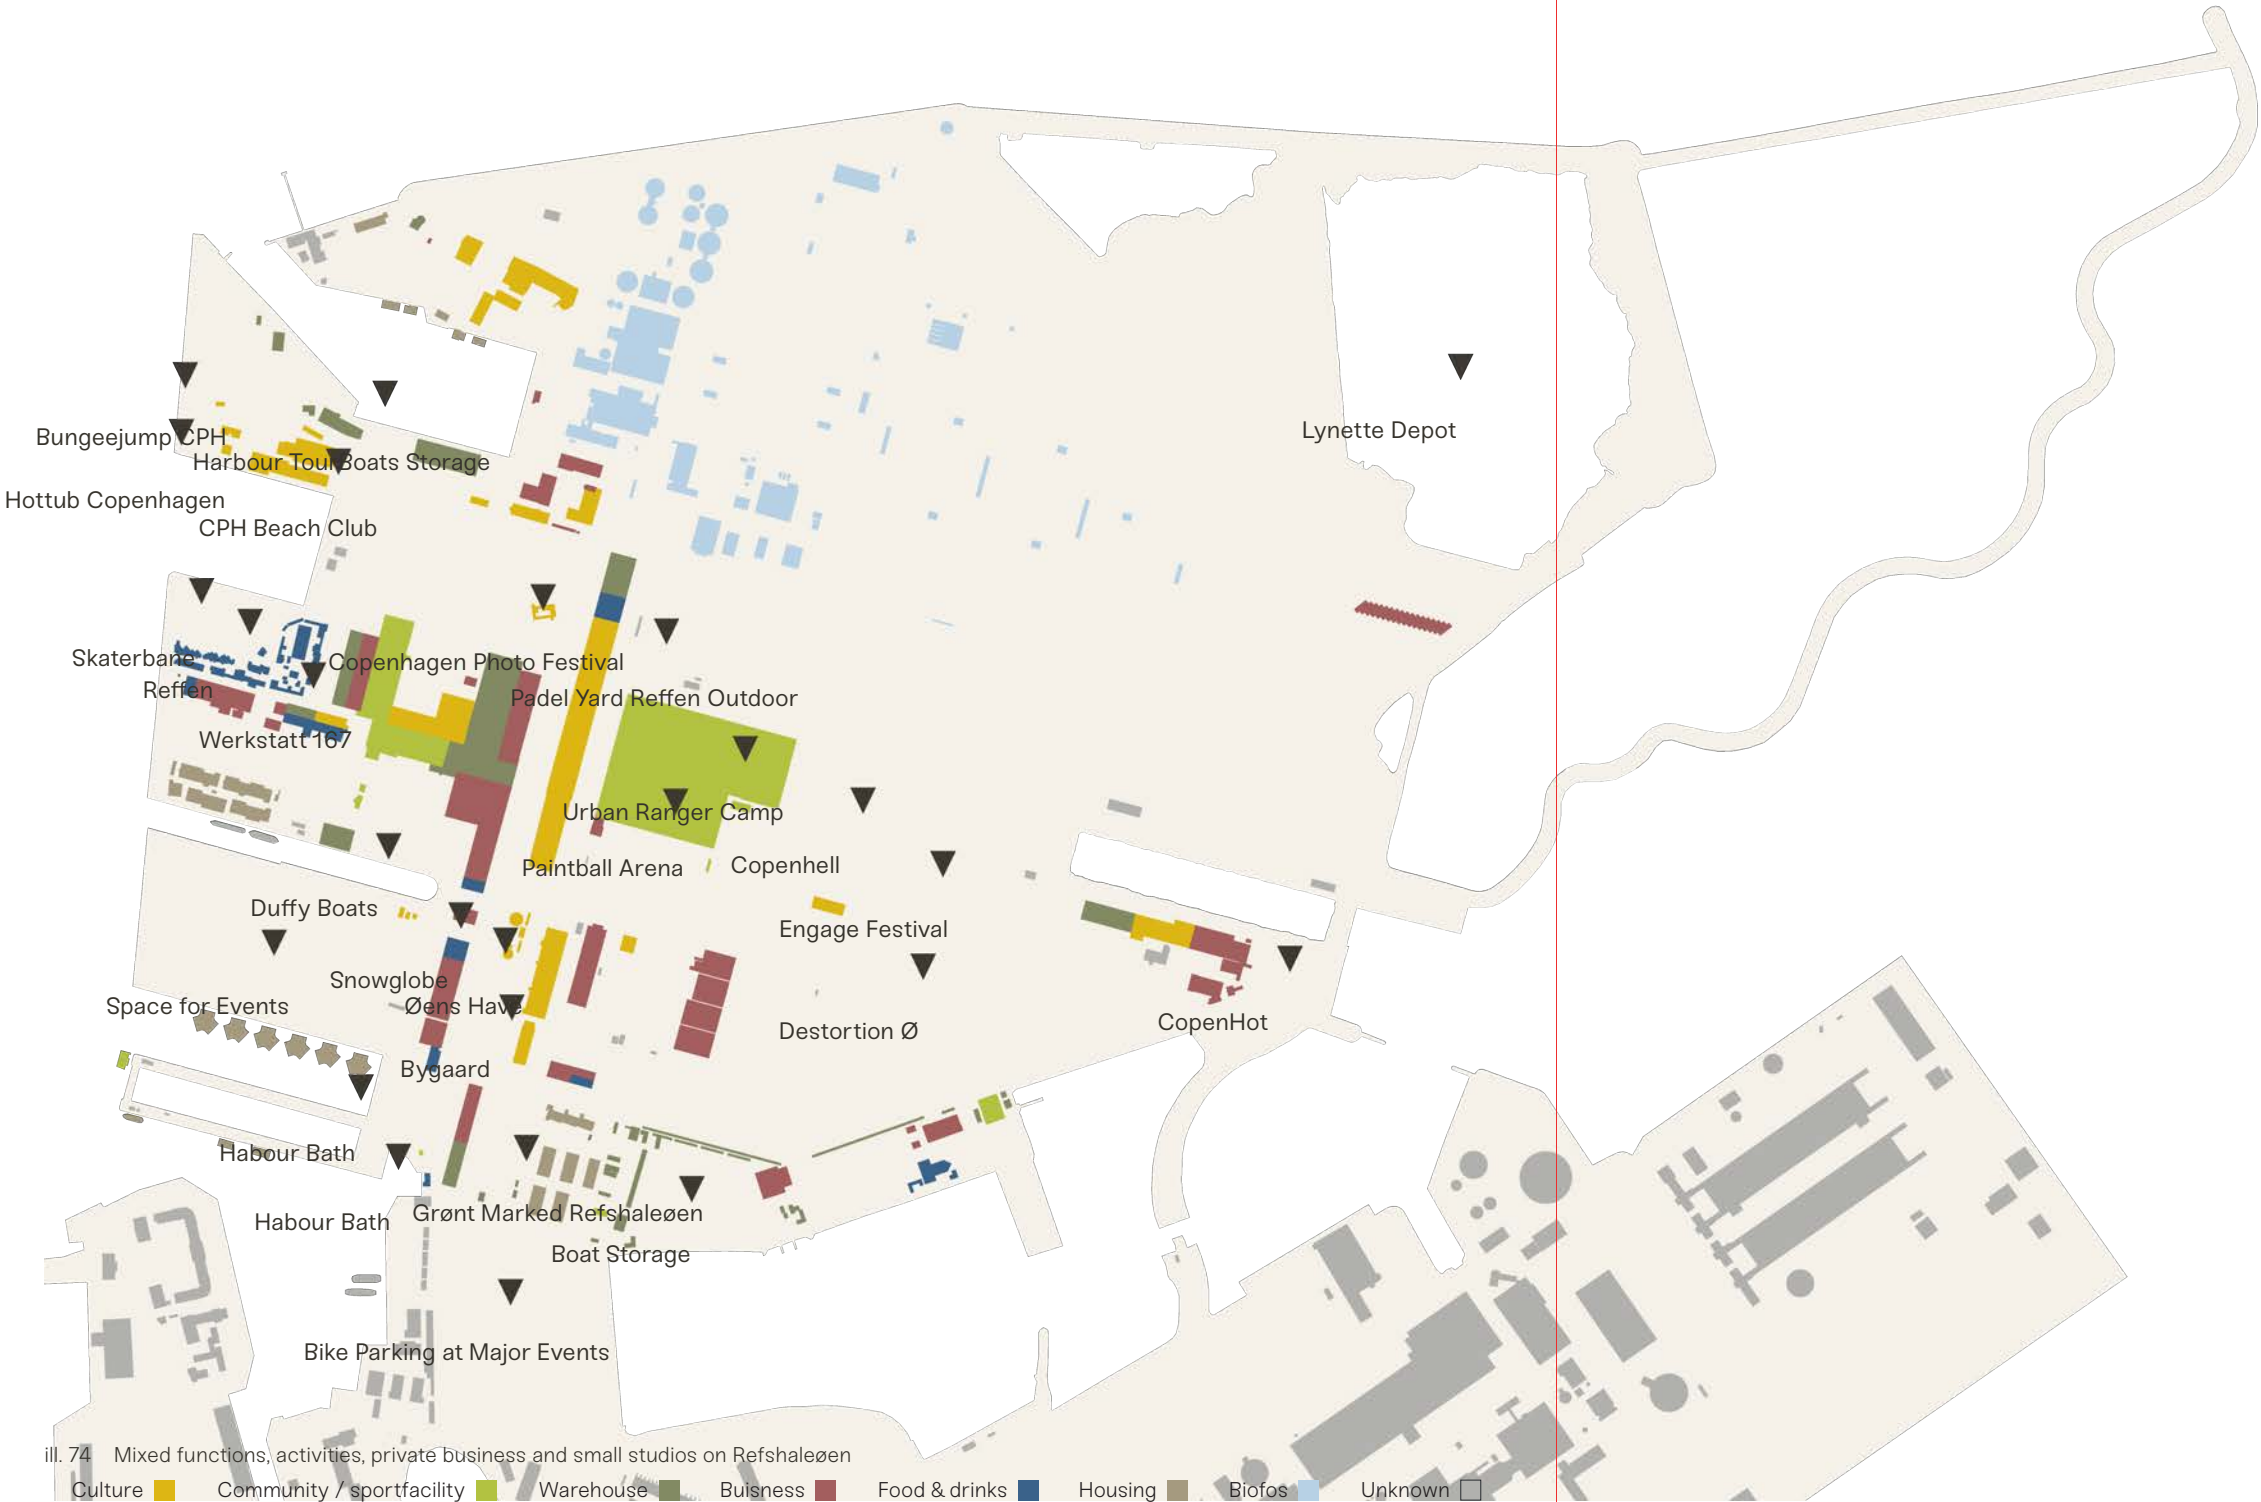 Lynette Depot
Bungeejump CPH
Harbour Tour
Boats Storage
Hottub Copenhagen
CPH Beach Club
Skaterbane
Copenhagen Photo Festival
Reffen
Padel Yard Reffen Outdoor
Werkstatt 167
Urban Ranger Camp
Paintball Arena
Copenhell
Duffy Boats
Engage Festival
Snowglobe
Space for Events
Øens Have
CopenHot
Destortion Ø
Bygaard
Habour Bath
Habour Bath
Grønt Marked Refshaleøen
Boat Storage
Bike Parking at Major Events
ill. 74 Mixed functions, activities, private business and small studios on Refshaleøen
Culture Community / sportfacility Warehouse Buisness Food & drinks Housing Biofos Unknown